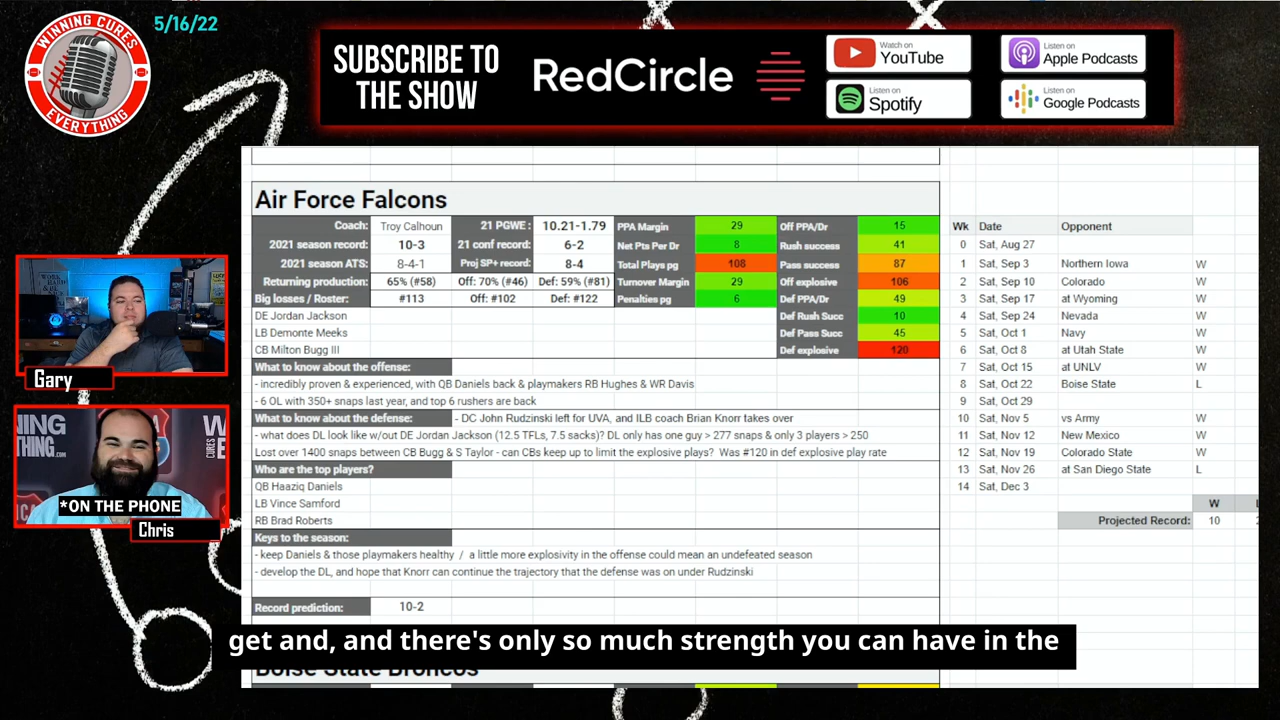 5/16/22
WINNING CURES
EVERYTHING
SUBSCRIBE TO
THE SHOW
RedCircle
Watch on
YouTube
Listen on
Spotify
Listen on
Apple Podcasts
Listen on
Google Podcasts
Air Force Falcons
Coach: Troy Calhoun 21 PGWE: 10.21-1.79 PPA Margin 29 Off PPA/Dr 15
2021 season record: 10-3 21 conf record: 6-2 Net Pts Per Dr 8 Rush success 41
2021 season ATS: 8-4-1 Proj SP+ record: 8-4 Total Plays pg 108 Pass success 87
Returning production: 65% (#58) Off: 70% (#46) Def: 59% (#81) Turnover Margin 29 Off explosive 106
Big losses / Roster: #113 Off: #102 Def: #122 Penalties pg 6 Def PPA/Dr 49
DE Jordan Jackson Def Rush Succ 10
LB Demonte Meeks Def Pass Succ 45
CB Milton Bugg III Def explosive 120
What to know about the offense:
- incredibly proven & experienced, with QB Daniels back & playmakers RB Hughes & WR Davis
- 6 OL with 350+ snaps last year, and top 6 rushers are back
What to know about the defense: - DC John Rudzinski left for UVA, and ILB coach Brian Knorr takes over
- what does DL look like w/out DE Jordan Jackson (12.5 TFLs, 7.5 sacks)? DL only has one guy > 277 snaps & only 3 players > 250
Lost over 1400 snaps between CB Bugg & S Taylor - can CBs keep up to limit the explosive plays? Was #120 in def explosive play rate
Who are the top players?
QB Haaziq Daniels
LB Vince Samford
RB Brad Roberts
Keys to the season:
- keep Daniels & those playmakers healthy / a little more explosivity in the offense could mean an undefeated season
- develop the DL, and hope that Knorr can continue the trajectory that the defense was on under Rudzinski
Record prediction: 10-2
Wk Date Opponent
0 Sat, Aug 27
1 Sat, Sep 3 Northern Iowa W
2 Sat, Sep 10 Colorado W
3 Sat, Sep 17 at Wyoming W
4 Sat, Sep 24 Nevada W
5 Sat, Oct 1 Navy W
6 Sat, Oct 8 at Utah State W
7 Sat, Oct 15 at UNLV W
8 Sat, Oct 22 Boise State L
9 Sat, Oct 29
10 Sat, Nov 5 vs Army W
11 Sat, Nov 12 New Mexico W
12 Sat, Nov 19 Colorado State W
13 Sat, Nov 26 at San Diego State L
14 Sat, Dec 3
W
Projected Record: 10
Gary
*ON THE PHONE
Chris
get and, and there's only so much strength you can have in the
Boise State Broncos